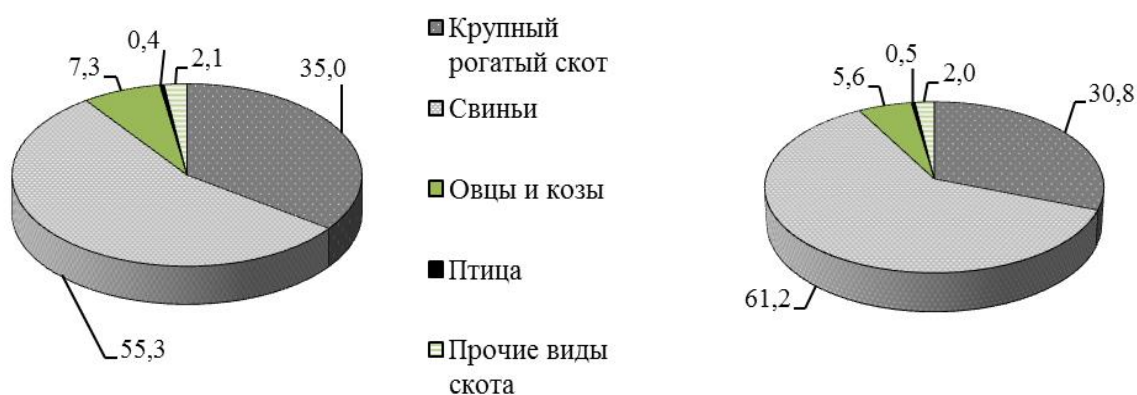 0,4
2,1
7,3
35,0
55,3
Крупный
рогатый скот
Свиньи
Овцы и козы
Птица
Прочие виды
скота
0,5
2,0
5,6
30,8
61,2